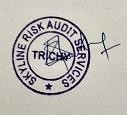 SKYLINE RISK AUDIT SERVICES
TRICHY